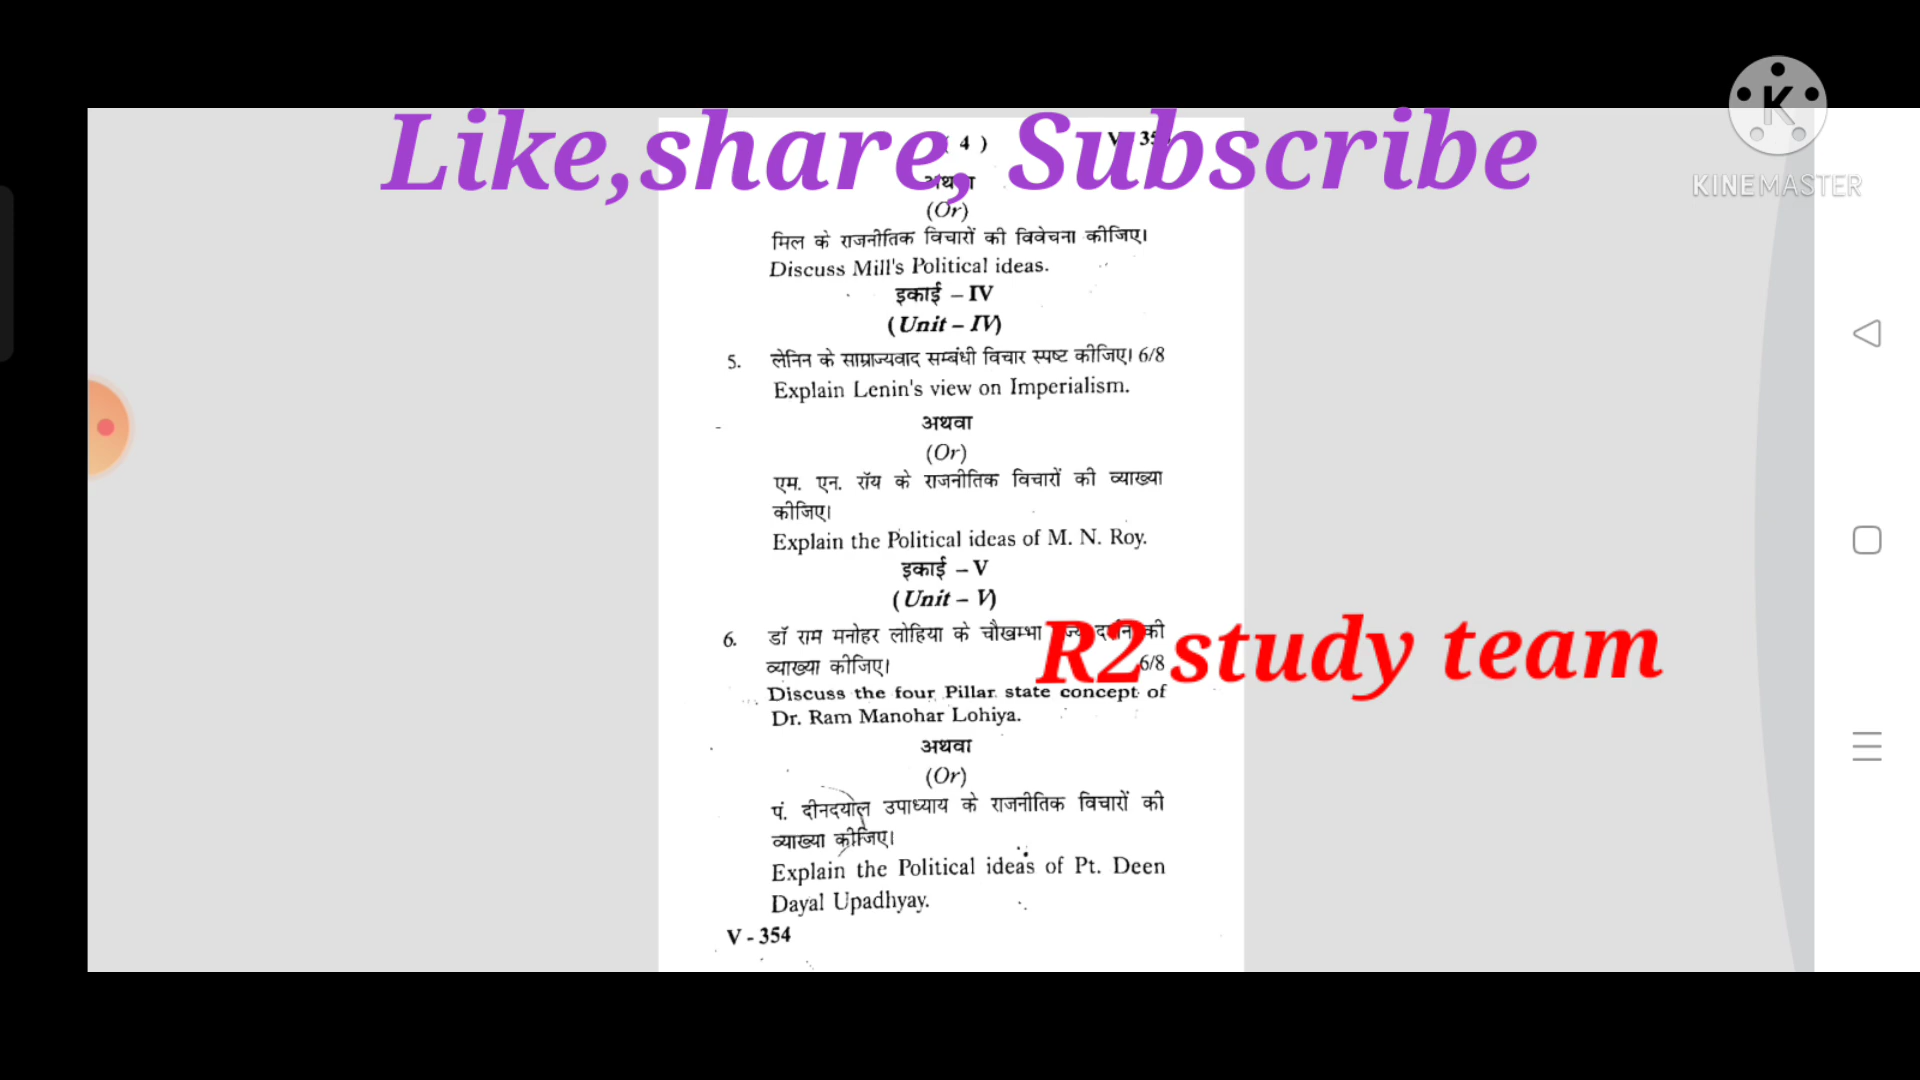 Like,share, Subscribe
( 4 )
KINEMASTER
(Or)
मिल के राजनीतिक विचारों की विवेचना कीजिए।
Discuss Mill's Political ideas.
इकाई – IV
(Unit – IV)
5. लेनिन के साम्राज्यवाद सम्बंधी विचार स्पष्ट कीजिए। 6/8
Explain Lenin's view on Imperialism.
अथवा
(Or)
एम. एन. रॉय के राजनीतिक विचारों की व्याख्या
कीजिए।
Explain the Political ideas of M. N. Roy.
इकाई – V
(Unit – V)
6. डॉ राम मनोहर लोहिया के चौखम्भा की
व्याख्या कीजिए। 6/8
R2 study team
Discuss the four Pillar state concept of
Dr. Ram Manohar Lohiya.
अथवा
(Or)
पं. दीनदयाल उपाध्याय के राजनीतिक विचारों की
व्याख्या कीजिए।
Explain the Political ideas of Pt. Deen
Dayal Upadhyay.
V - 354